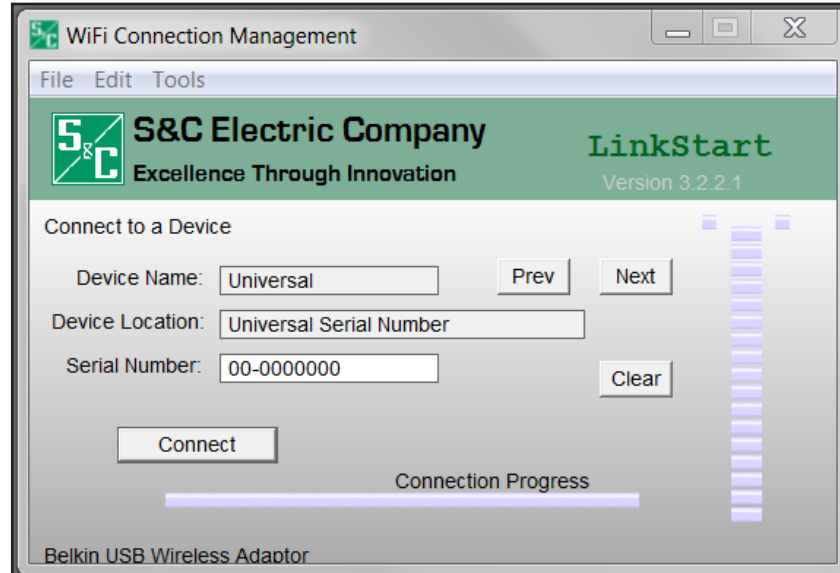 WiFi Connection Management
File Edit Tools
S&C
S&C Electric Company
Excellence Through Innovation
LinkStart
Version 3.2.2.1
Connect to a Device
Device Name: Universal Prev Next
Device Location: Universal Serial Number
Serial Number: 00-0000000
Clear
Connect
Connection Progress
Belkin USB Wireless Adaptor